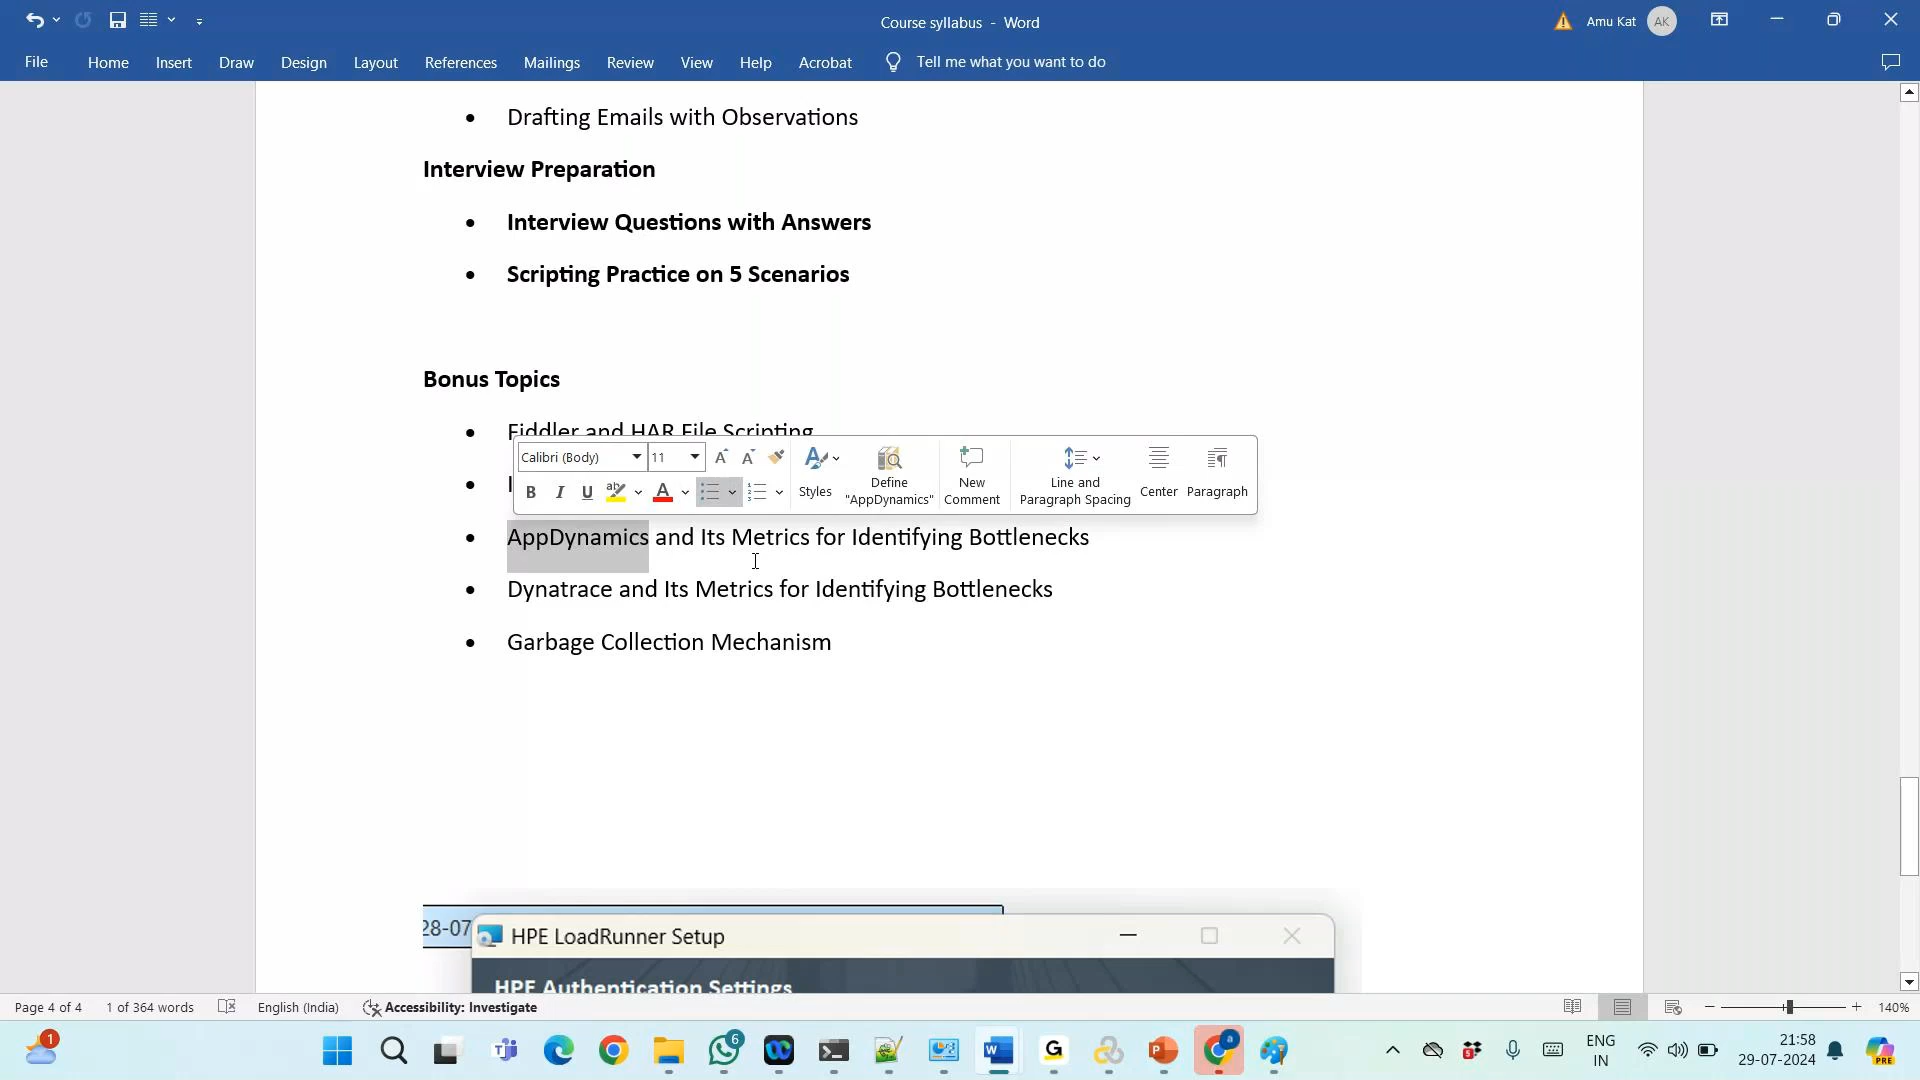 Course syllabus - Word
Amu Kat
AK
File Home Insert Draw Design Layout References Mailings Review View Help Acrobat Tell me what you want to do
• Drafting Emails with Observations
Interview Preparation
• Interview Questions with Answers
• Scripting Practice on 5 Scenarios
Bonus Topics
• Fiddler and HAR File Scripting
Calibri (Body) 11
B I U
Styles
Define "AppDynamics"
New Comment
Line and Paragraph Spacing
Center
Paragraph
• AppDynamics and Its Metrics for Identifying Bottlenecks
• Dynatrace and Its Metrics for Identifying Bottlenecks
• Garbage Collection Mechanism
28-07
HPE LoadRunner Setup
HPE Authentication Settings
Page 4 of 4 1 of 364 words English (India) Accessibility: Investigate 140%
1
6
5
a
ENG
IN
21:58
29-07-2024
PRE